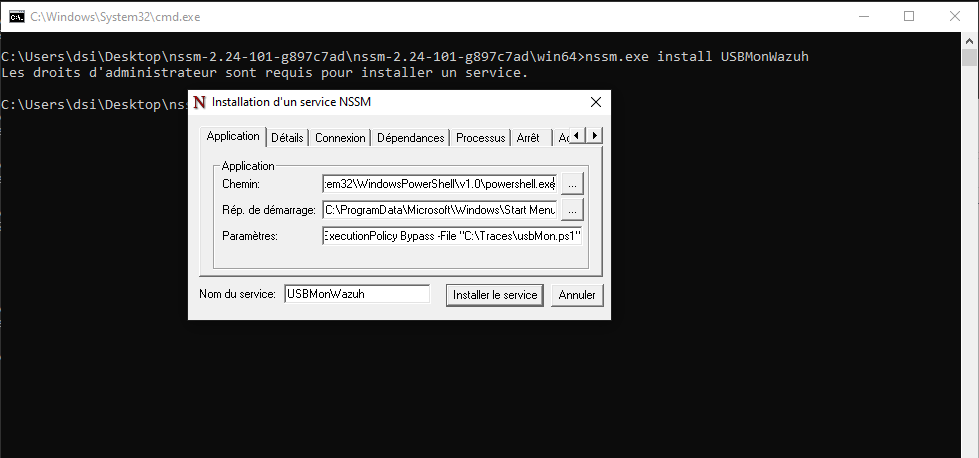 C:\Windows\System32\cmd.exe
C:\Users\dsi\Desktop\nssm-2.24-101-g897c7ad\nssm-2.24-101-g897c7ad\win64>nssm.exe install USBMonWazuh
Les droits d'administrateur sont requis pour installer un service.
C:\Users\dsi\Desktop\nss
Installation d'un service NSSM
Application Détails Connexion Dépendances Processus Arrêt
Application
Chemin: :em32\WindowsPowerShell\v1.0\powershell.exe ...
Rép. de démarrage: C:\ProgramData\Microsoft\Windows\Start Menu ...
Paramètres: ExecutionPolicy Bypass -File "C:\Traces\usbMon.ps1"
Nom du service: USBMonWazuh Installer le service Annuler